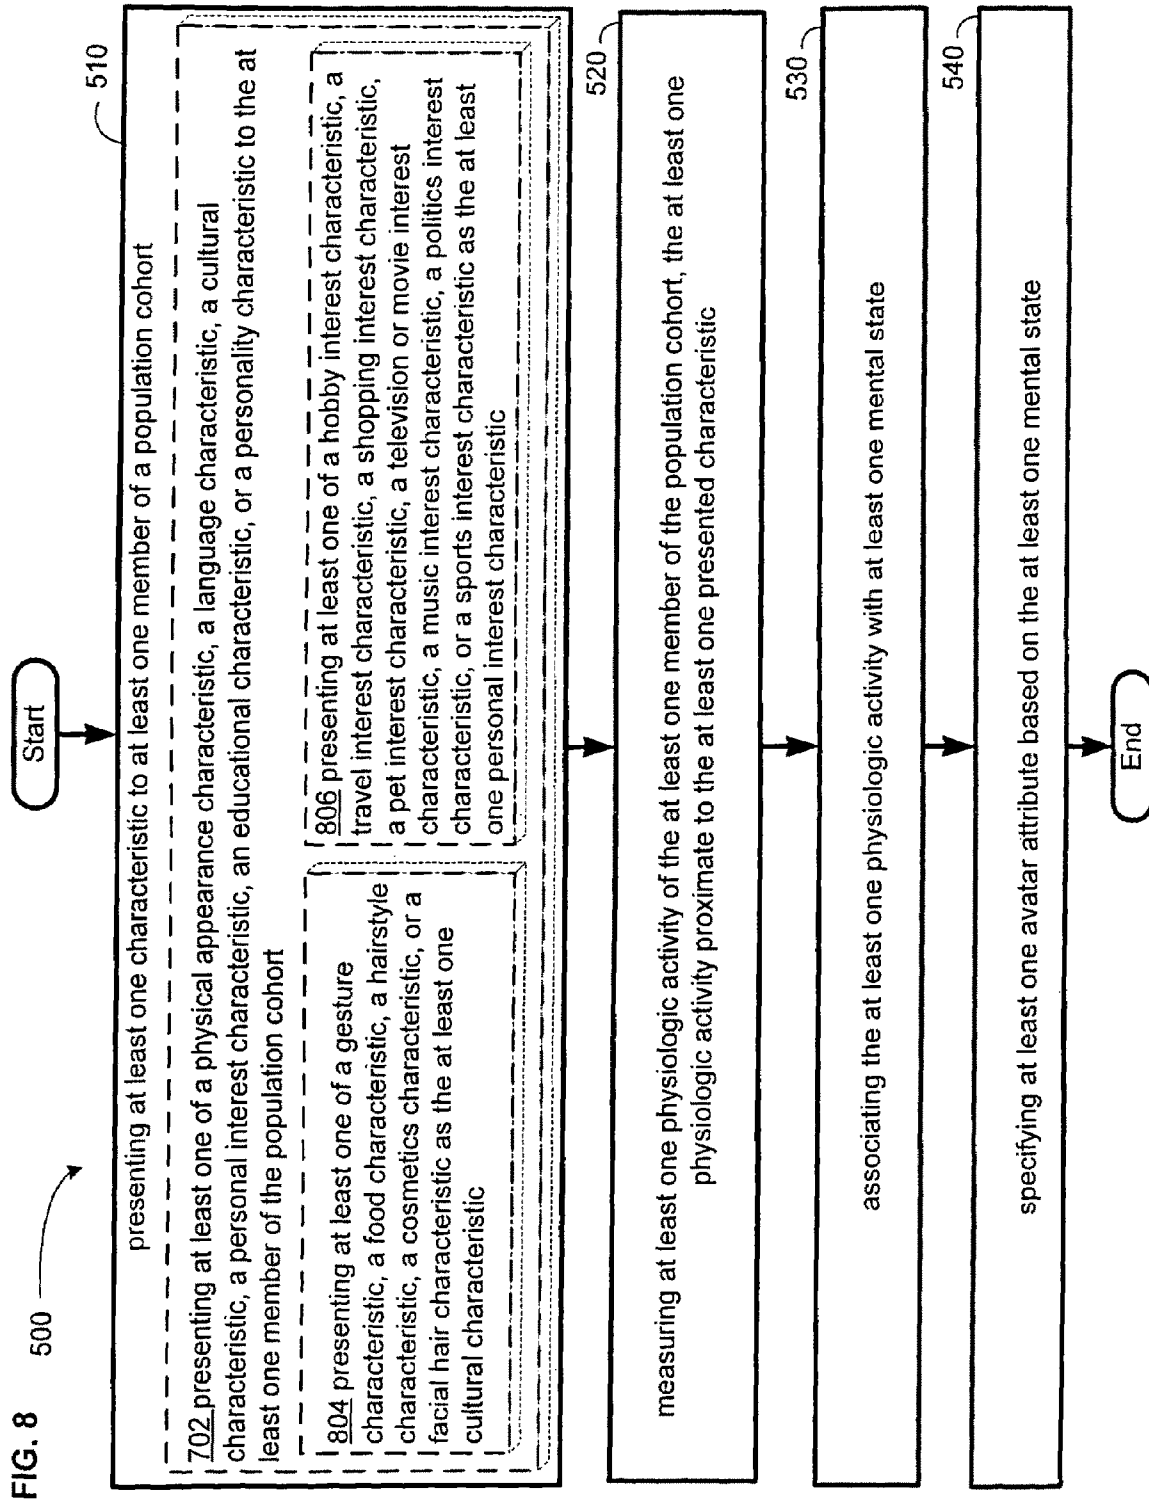 FIG. 8
500
Start
510
presenting at least one characteristic to at least one member of a population cohort
702 presenting at least one of a physical appearance characteristic, a language characteristic, a cultural
characteristic, a personal interest characteristic, an educational characteristic, or a personality characteristic to the at
least one member of the population cohort
804 presenting at least one of a gesture
characteristic, a food characteristic, a hairstyle
characteristic, a cosmetics characteristic, or a
facial hair characteristic as the at least one
cultural characteristic
806 presenting at least one of a hobby interest characteristic, a
travel interest characteristic, a shopping interest characteristic,
a pet interest characteristic, a television or movie interest
characteristic, a music interest characteristic, a politics interest
characteristic, or a sports interest characteristic as the at least
one personal interest characteristic
520
measuring at least one physiologic activity of the at least one member of the population cohort, the at least one
physiologic activity proximate to the at least one presented characteristic
530
associating the at least one physiologic activity with at least one mental state
540
specifying at least one avatar attribute based on the at least one mental state
End